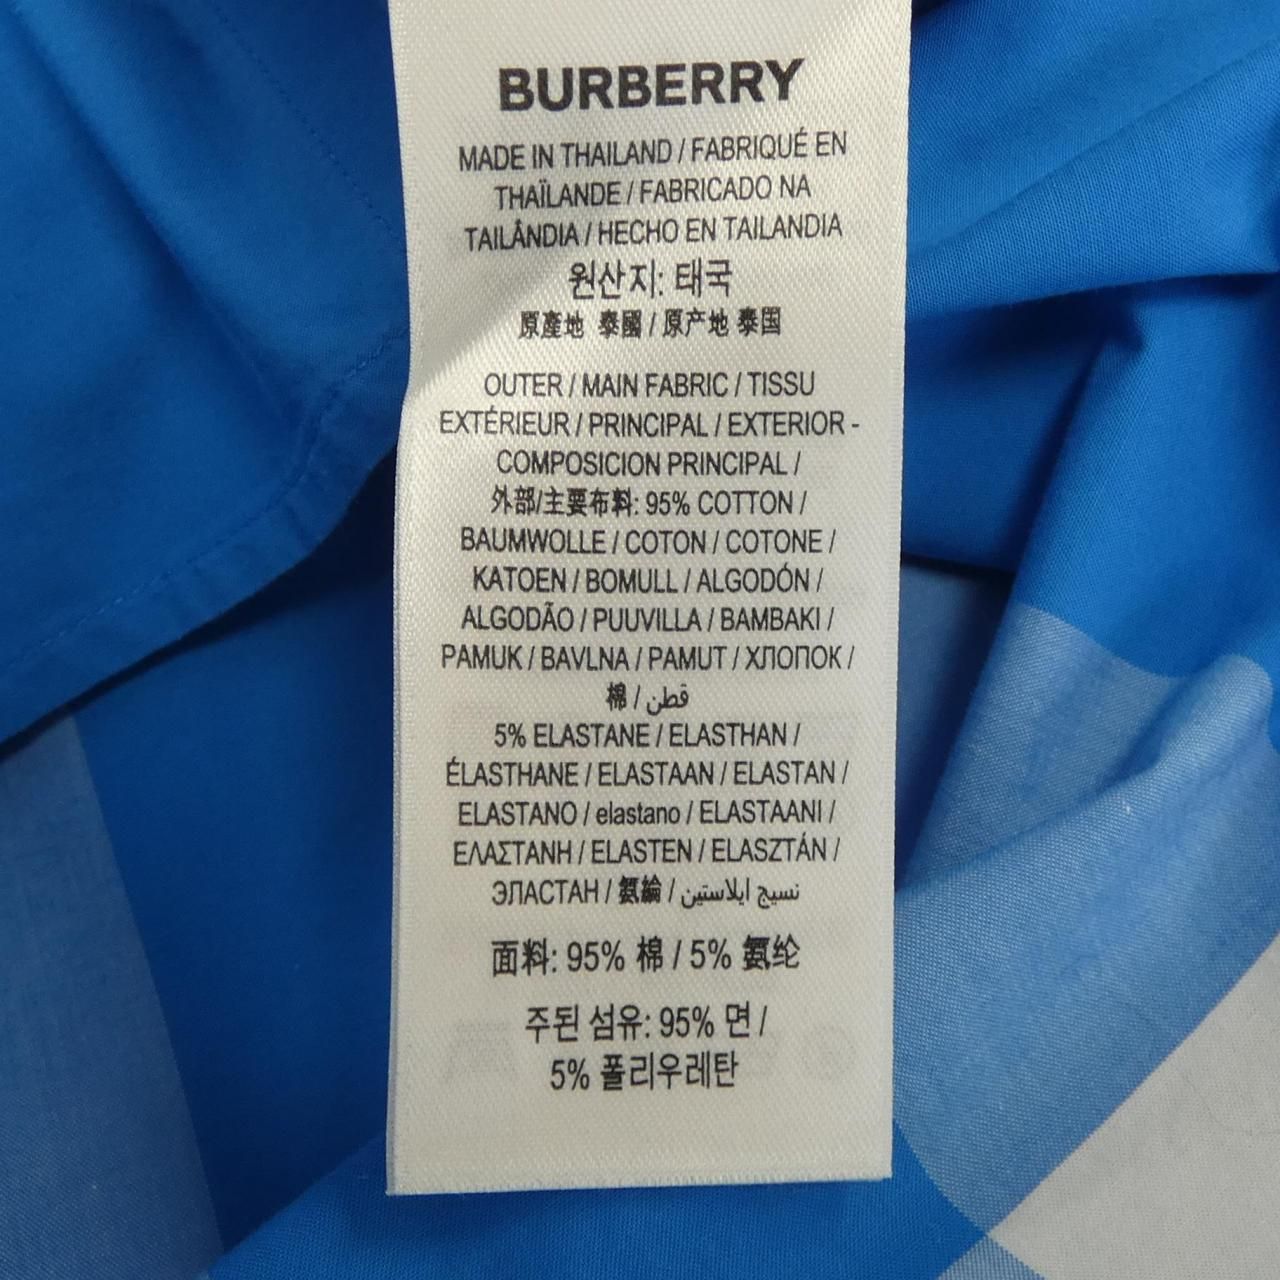 BURBERRY
MADE IN THAILAND / FABRIQUÉ EN
THAÏLANDE / FABRICADO NA
TAILÂNDIA / HECHO EN TAILANDIA
원산지: 태국
原產地 泰國 / 原产地 泰国
OUTER / MAIN FABRIC / TISSU
EXTÉRIEUR / PRINCIPAL / EXTERIOR -
COMPOSICION PRINCIPAL /
外部/主要布料: 95% COTTON /
BAUMWOLLE / COTON / COTONE /
KATOEN / BOMULL / ALGODÓN /
ALGODÃO / PUUVILLA / BAMBAKI /
PAMUK / BAVLNA / PAMUT / ХЛОПОК /
棉 / قطن
5% ELASTANE / ELASTHAN /
ÉLASTHANE / ELASTAAN / ELASTAN /
ELASTANO / elastano / ELASTAANI /
ΕΛΑΣΤΑΝΗ / ELASTEN / ELASZTÁN /
ЭЛАСТАН / 氨綸 / نسيج ايلاستين
面料: 95% 棉 / 5% 氨纶
주된 섬유: 95% 면 /
5% 폴리우레탄